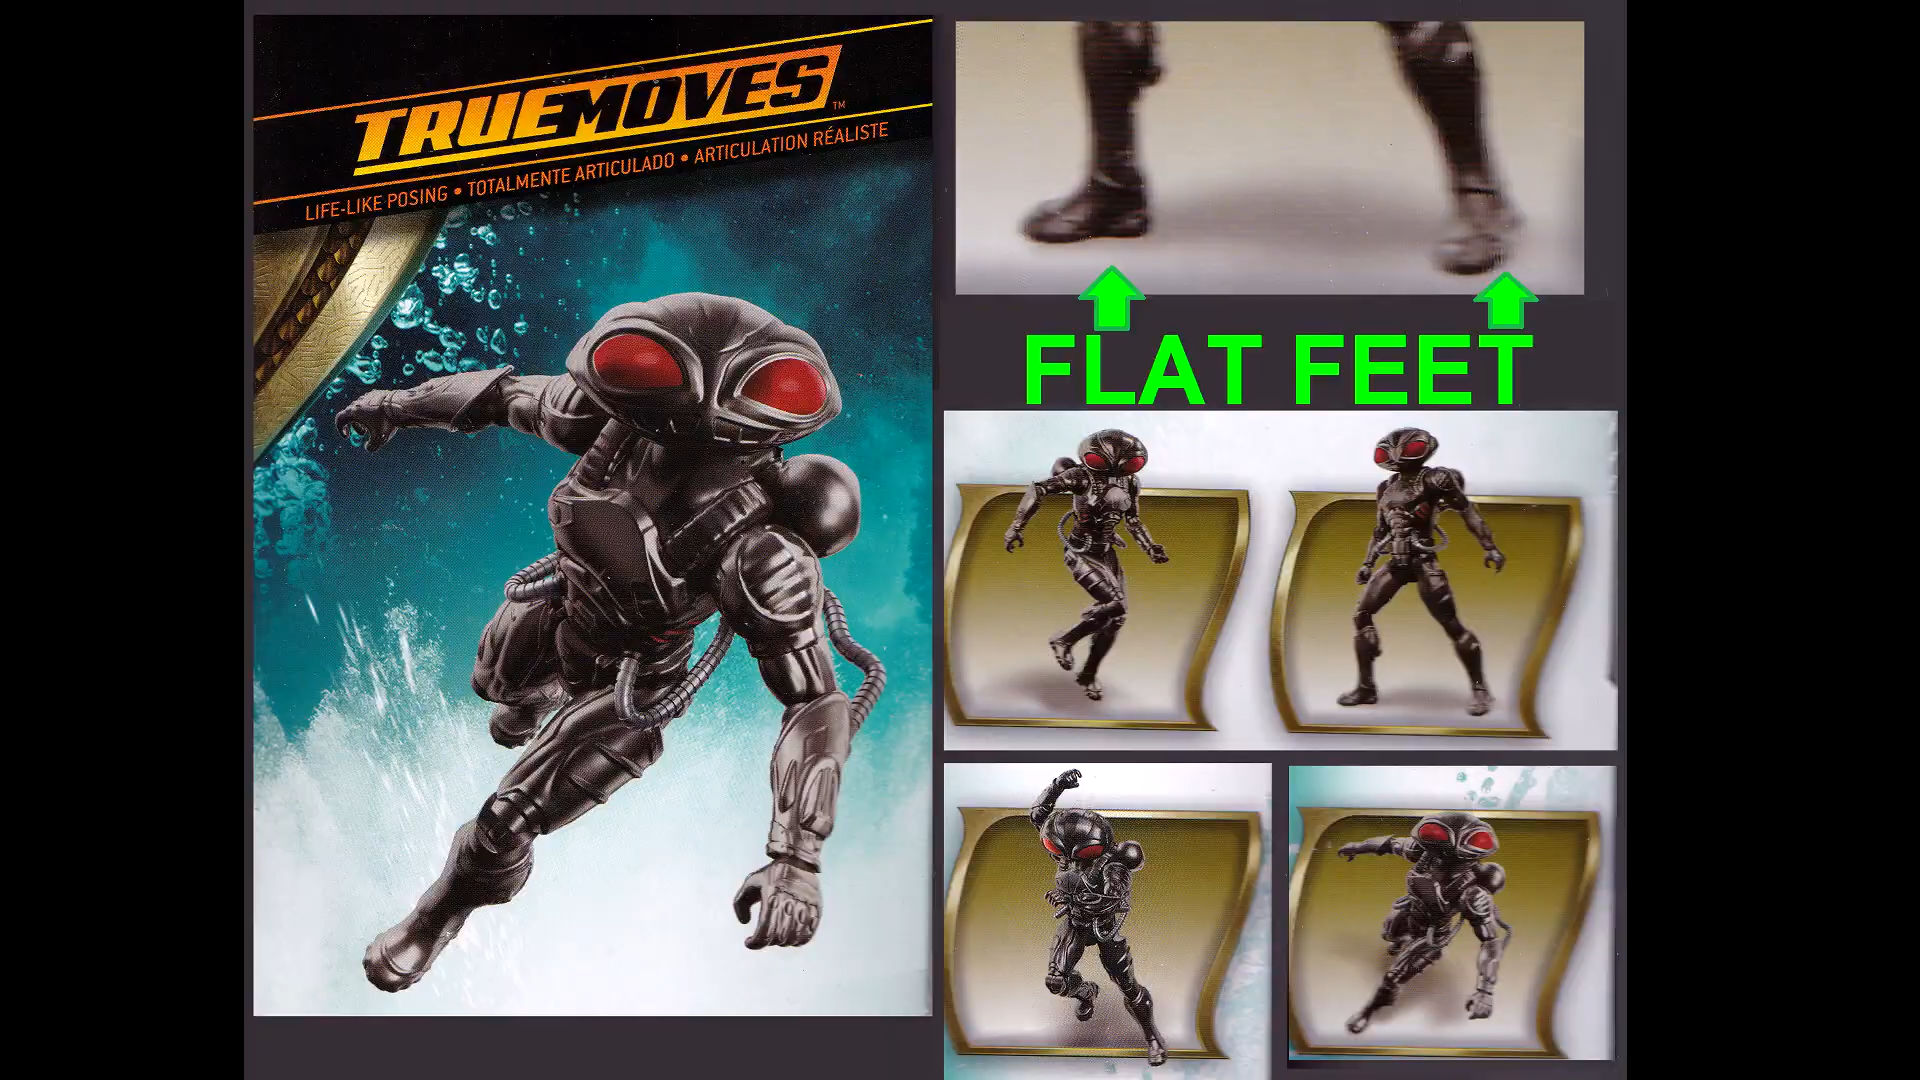 TRUEMOVES™
LIFE-LIKE POSING • TOTALMENTE ARTICULADO • ARTICULATION RÉALISTE
FLAT FEET